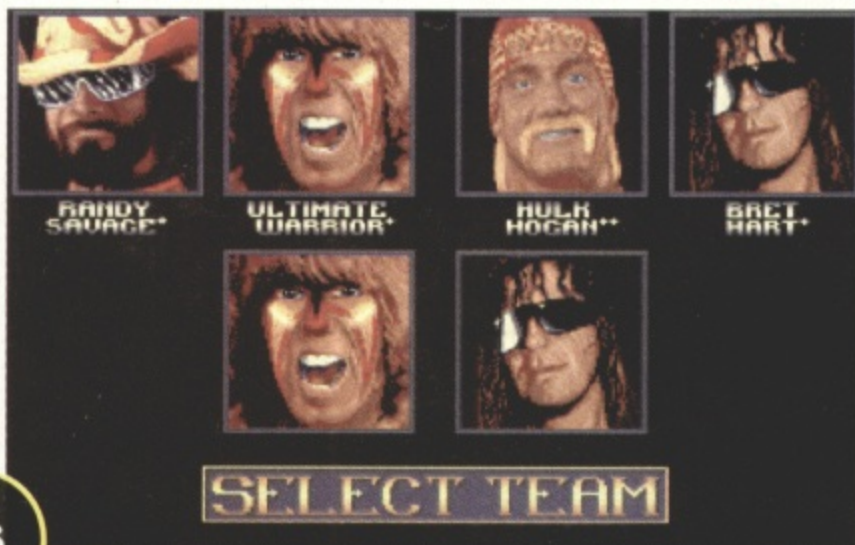 RANDY
SAVAGE+
ULTIMATE
WARRIOR+
HULK
HOGAN++
BRET
HART+
SELECT TEAM